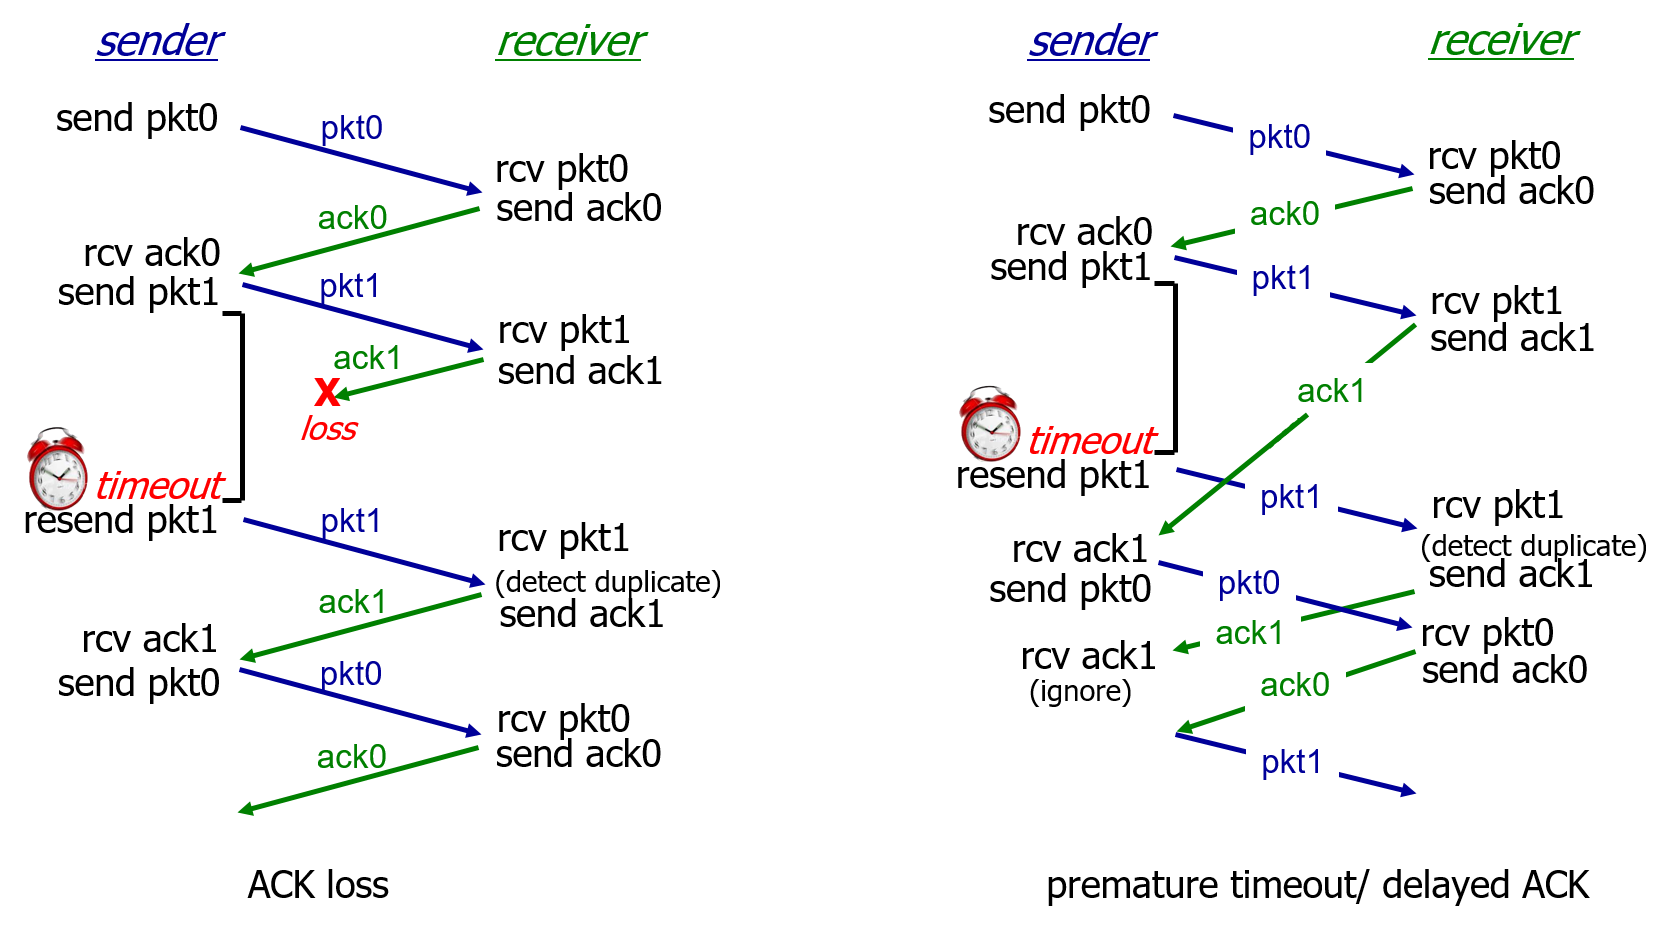 sender
receiver
send pkt0
pkt0
rcv pkt0
send ack0
ack0
rcv ack0
send pkt1
pkt1
rcv pkt1
send ack1
ack1
X
loss
timeout
resend pkt1
pkt1
rcv pkt1
(detect duplicate)
send ack1
ack1
rcv ack1
send pkt0
pkt0
rcv pkt0
send ack0
ack0
ACK loss
sender
receiver
send pkt0
pkt0
rcv pkt0
send ack0
ack0
rcv ack0
send pkt1
pkt1
rcv pkt1
send ack1
ack1
timeout
resend pkt1
pkt1
rcv pkt1
(detect duplicate)
send ack1
rcv ack1
send pkt0
pkt0
ack1
rcv pkt0
send ack0
rcv ack1
(ignore)
ack0
pkt1
premature timeout/ delayed ACK